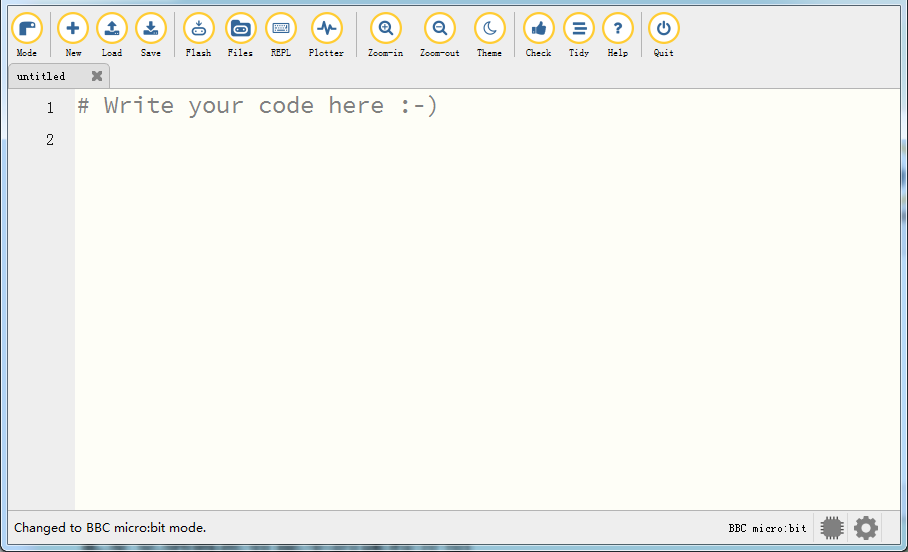 Mode New Load Save Flash Files REPL Plotter Zoom-in Zoom-out Theme Check Tidy Help Quit
untitled
1 # Write your code here :-)
2
Changed to BBC micro:bit mode. BBC micro:bit